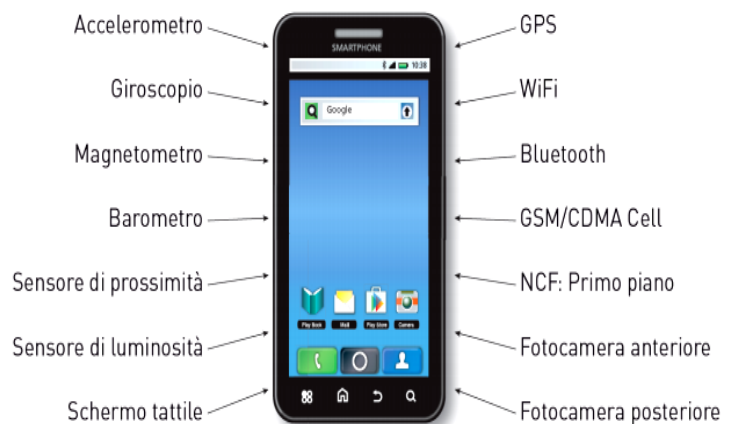 Accelerometro
Giroscopio
Magnetometro
Barometro
Sensore di prossimità
Sensore di luminosità
Schermo tattile
SMARTPHONE
10:38
Google
Play Book
Mail
Play Store
Camera
GPS
WiFi
Bluetooth
GSM/CDMA Cell
NCF: Primo piano
Fotocamera anteriore
Fotocamera posteriore